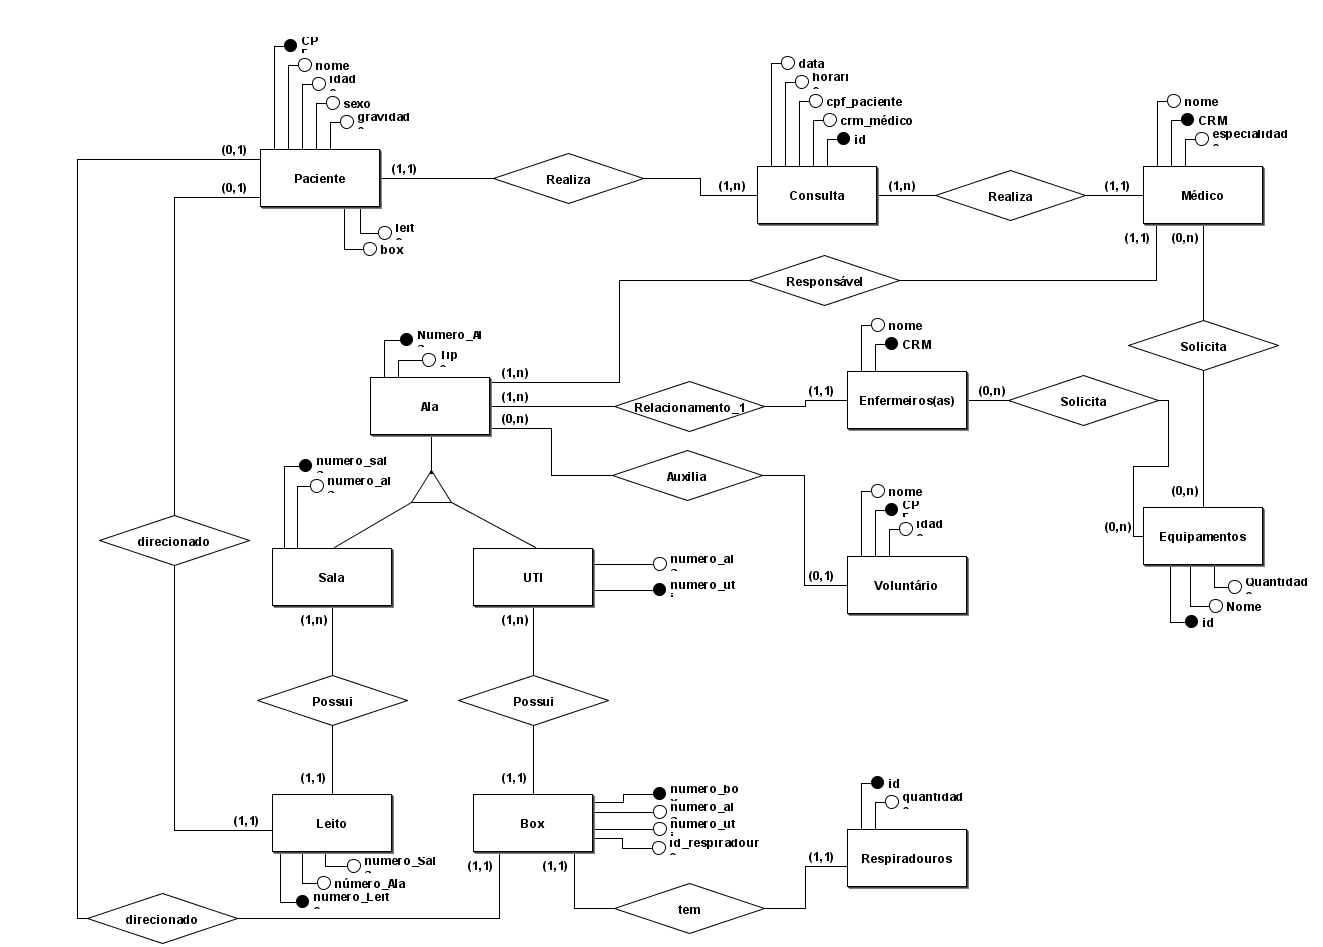 CP
nome
idad
sexo
gravidad
(0,1)
(0,1)
Paciente
(1,1)
leit
box
Realiza
data
horari
cpf_paciente
crm_médico
id
(1,n)
Consulta
(1,n)
Realiza
(1,1)
nome
CRM
especialidad
Médico
(1,1)
(0,n)
Responsável
Numero_Al
Tip
(1,n)
(1,n)
(0,n)
Ala
Relacionamento_1
nome
CRM
(1,1)
Enfermeiros(as)
(0,n)
Solicita
Solicita
Auxilia
numero_sal
numero_al
nome
CP
idad
(0,1)
Voluntário
(0,n)
(0,n)
Equipamentos
Quantidad
Nome
id
direcionado
Sala
UTI
numero_al
numero_ut
(1,n)
(1,n)
Possui
Possui
(1,1)
(1,1)
(1,1)
Leito
numero_Sal
número_Ala
numero_Leit
Box
numero_bo
numero_al
numero_ut
id_respiradour
(1,1)
(1,1)
id
quantidad
(1,1)
Respiradouros
direcionado
tem